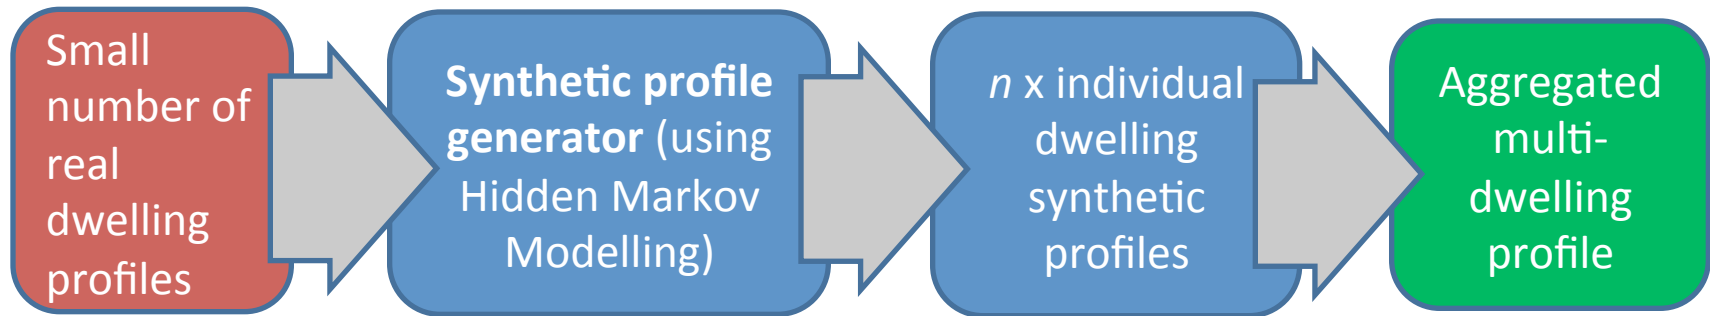 Small
number of
real
dwelling
profiles
Synthetic profile
generator (using
Hidden Markov
Modelling)
n x individual
dwelling
synthetic
profiles
Aggregated
multi-
dwelling
profile